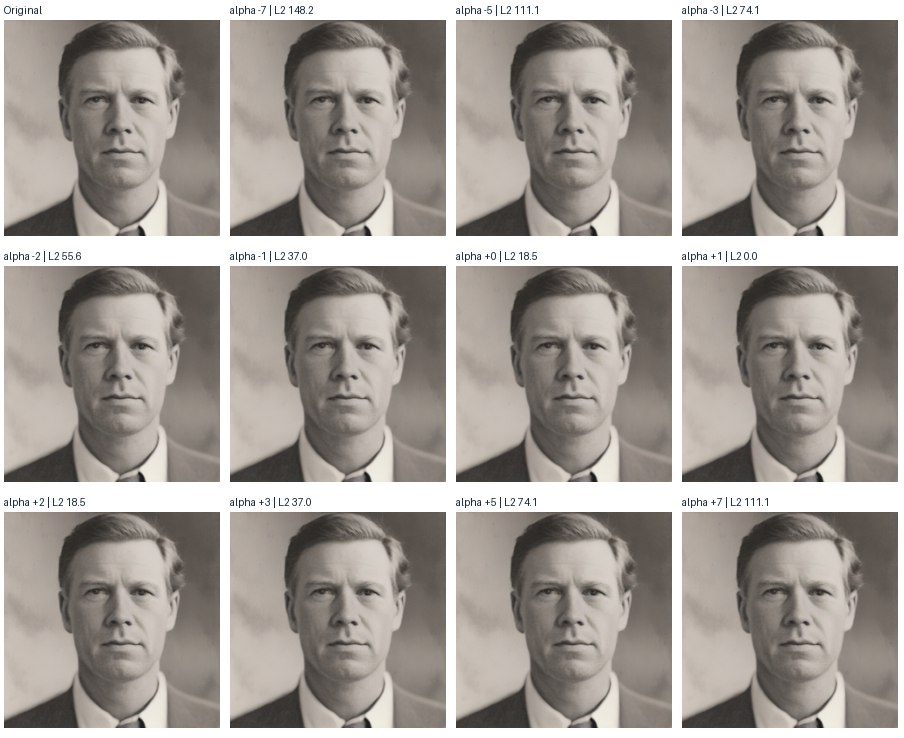 Original
alpha -7 | L2 148.2
alpha -5 | L2 111.1
alpha -3 | L2 74.1
alpha -2 | L2 55.6
alpha -1 | L2 37.0
alpha +0 | L2 18.5
alpha +1 | L2 0.0
alpha +2 | L2 18.5
alpha +3 | L2 37.0
alpha +5 | L2 74.1
alpha +7 | L2 111.1